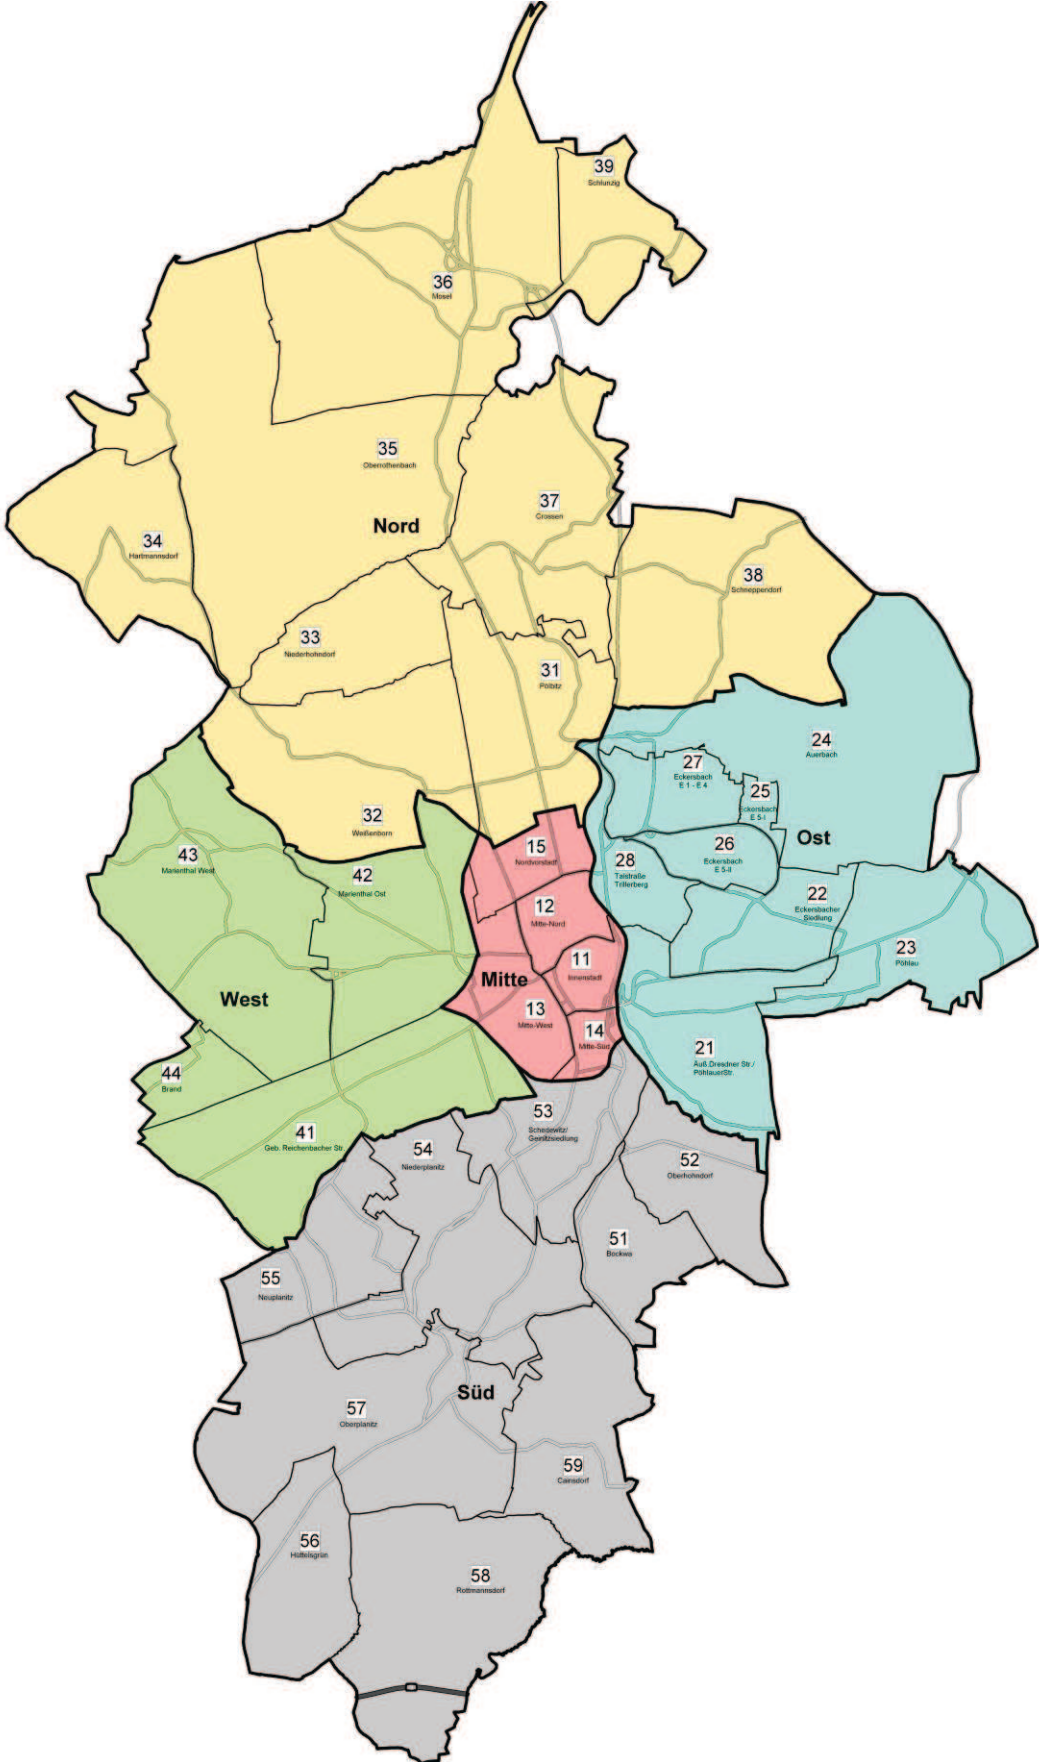 39
Schlunzig
36
Mosel
35
Oberrothenbach
37
Crossen
Nord
34
Hartmannsdorf
38
Schneppendorf
33
Niederhohndorf
31
Pölbitz
24
Auerbach
27
Eckersbach
E 1 - E 4
25
Eckersbach
E 5-I
32
Weißenborn
Ost
43
Marienthal West
15
Nordvorstadt
26
Eckersbach
E 5-II
28
Talstraße
Trillerberg
42
Marienthal Ost
22
Eckersbacher
Siedlung
12
Mitte-Nord
23
Pöhlau
11
Innenstadt
Mitte
West
13
Mitte-West
14
Mitte-Süd
21
Äuß.Dresdner Str./
PöhlauerStr.
44
Brand
53
Schedewitz/
Geinitzsiedlung
41
Geb. Reichenbacher Str.
54
Niederplanitz
52
Oberhohndorf
51
Bockwa
55
Neuplanitz
Süd
57
Oberplanitz
59
Cainsdorf
56
Hüttelsgrün
58
Rottmannsdorf